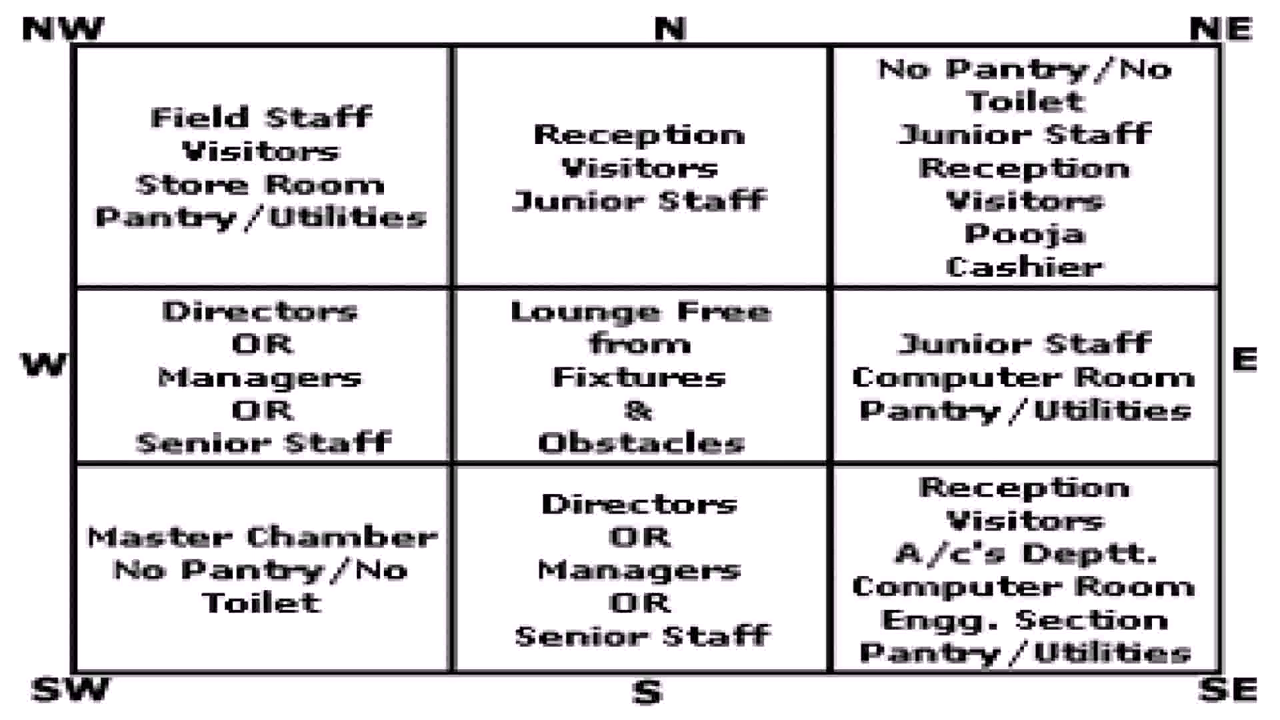 NW N NE
Field Staff
Visitors
Store Room
Pantry/Utilities
Reception
Visitors
Junior Staff
No Pantry/No
Toilet
Junior Staff
Reception
Visitors
Pooja
Cashier
W
Directors
OR
Managers
OR
Senior Staff
Lounge Free
from
Fixtures
&
Obstacles
Junior Staff
Computer Room
Pantry/Utilities
E
Master Chamber
No Pantry/No
Toilet
Directors
OR
Managers
OR
Senior Staff
Reception
Visitors
A/c's Deptt.
Computer Room
Engg. Section
Pantry/Utilities
SW S SE